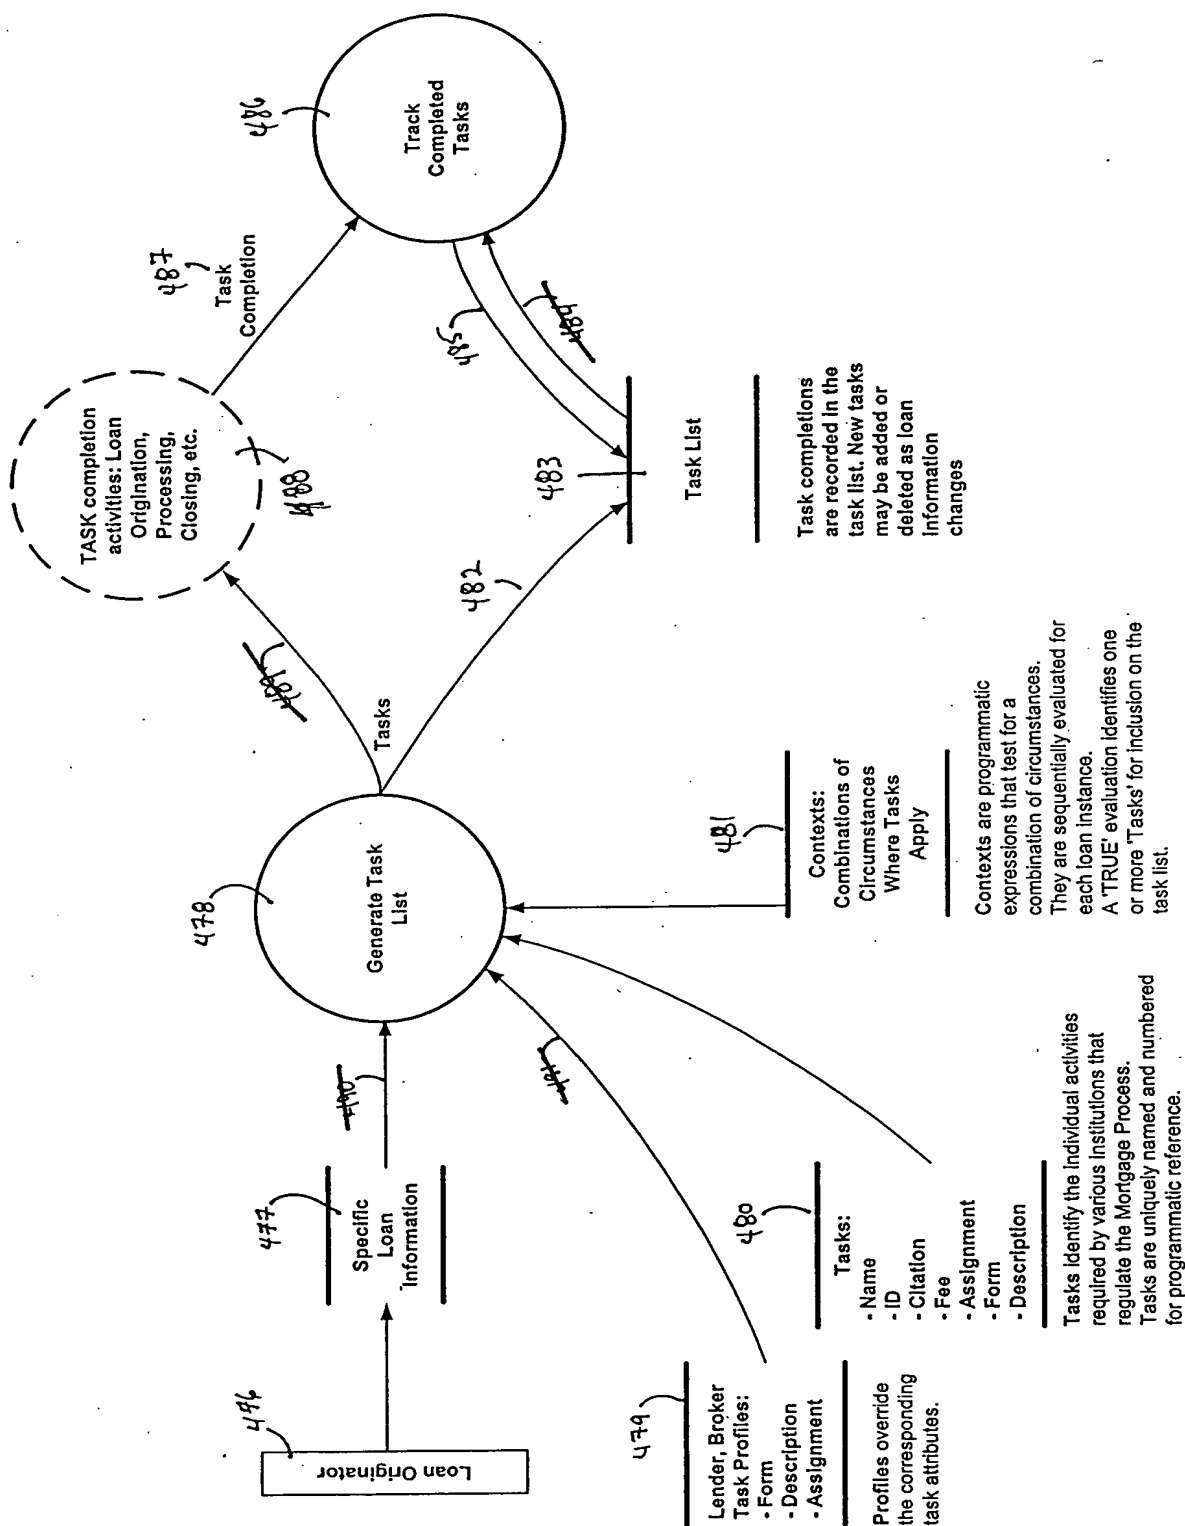 496
Loan Originator
477
Specific
Loan
Information
490
478
Generate Task
List
Tasks
489
TASK completion
activities: Loan
Origination,
Processing,
Closing, etc.
488
487
Task
Completion
486
Track
Completed
Tasks
485
484
482
483
Task List
Task completions
are recorded in the
task list. New tasks
may be added or
deleted as loan
information
changes
479
Lender, Broker
Task Profiles:
- Form
- Description
- Assignment
Profiles override
the corresponding
task attributes.
491
480
Tasks:
- Name
- ID
- Citation
- Fee
- Assignment
- Form
- Description
Tasks identify the individual activities
required by various institutions that
regulate the Mortgage Process.
Tasks are uniquely named and numbered
for programmatic reference.
481
Contexts:
Combinations of
Circumstances
Where Tasks
Apply
Contexts are programmatic
expressions that test for a
combination of circumstances.
They are sequentially evaluated for
each loan instance.
A 'TRUE' evaluation identifies one
or more 'Tasks' for inclusion on the
task list.